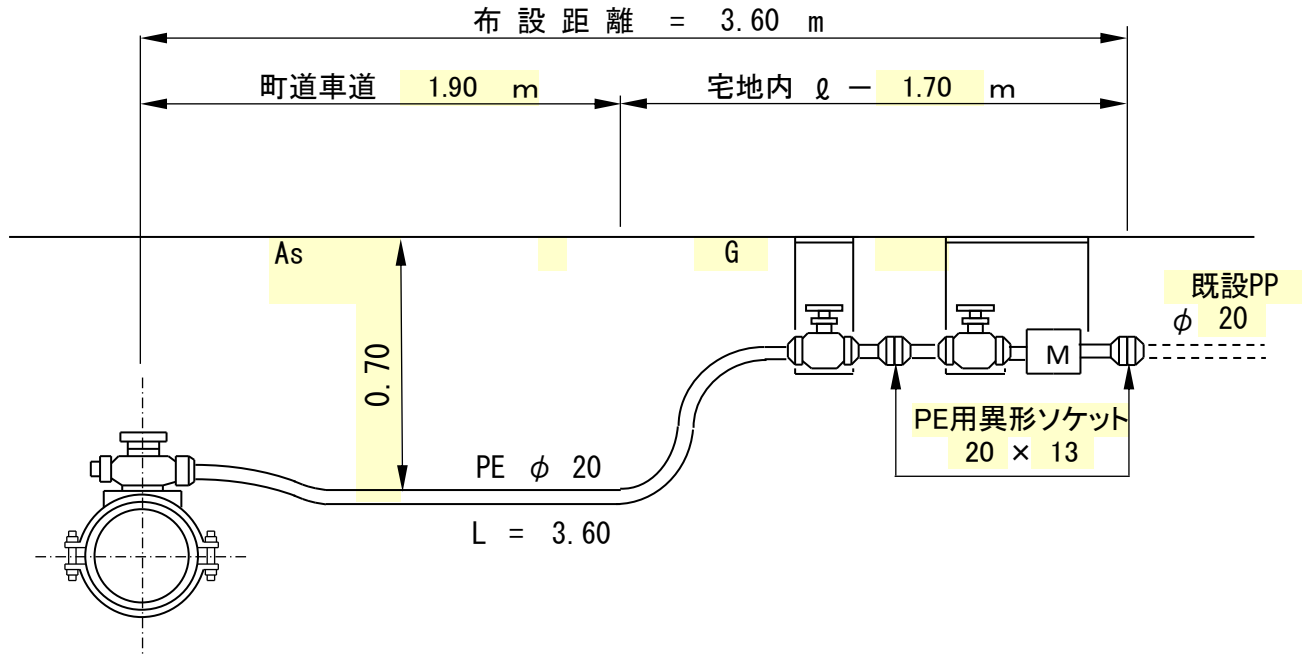 布 設 距 離 = 3.60 m
町道車道 1.90 m
宅地内 ℓ － 1.70 m
As
G
既設PP
φ 20
0.70
M
PE用異形ソケット
20 × 13
PE φ 20
L = 3.60